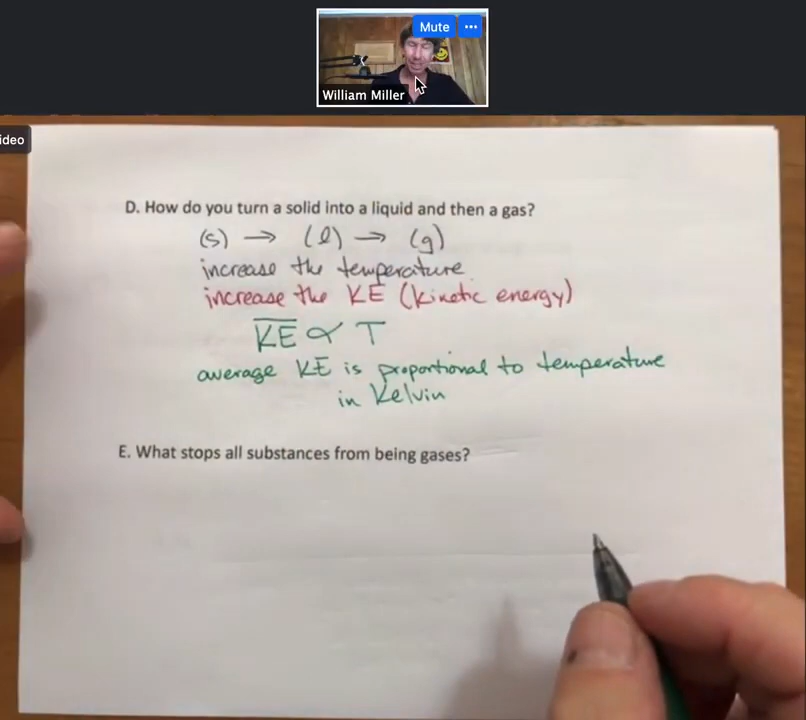 Mute
William Miller
ideo
D. How do you turn a solid into a liquid and then a gas?
(s) → (l) → (g)
increase the temperature
increase the KE (kinetic energy)
K̅E̅ ∝ T
average KE is proportional to temperature
in Kelvin
E. What stops all substances from being gases?